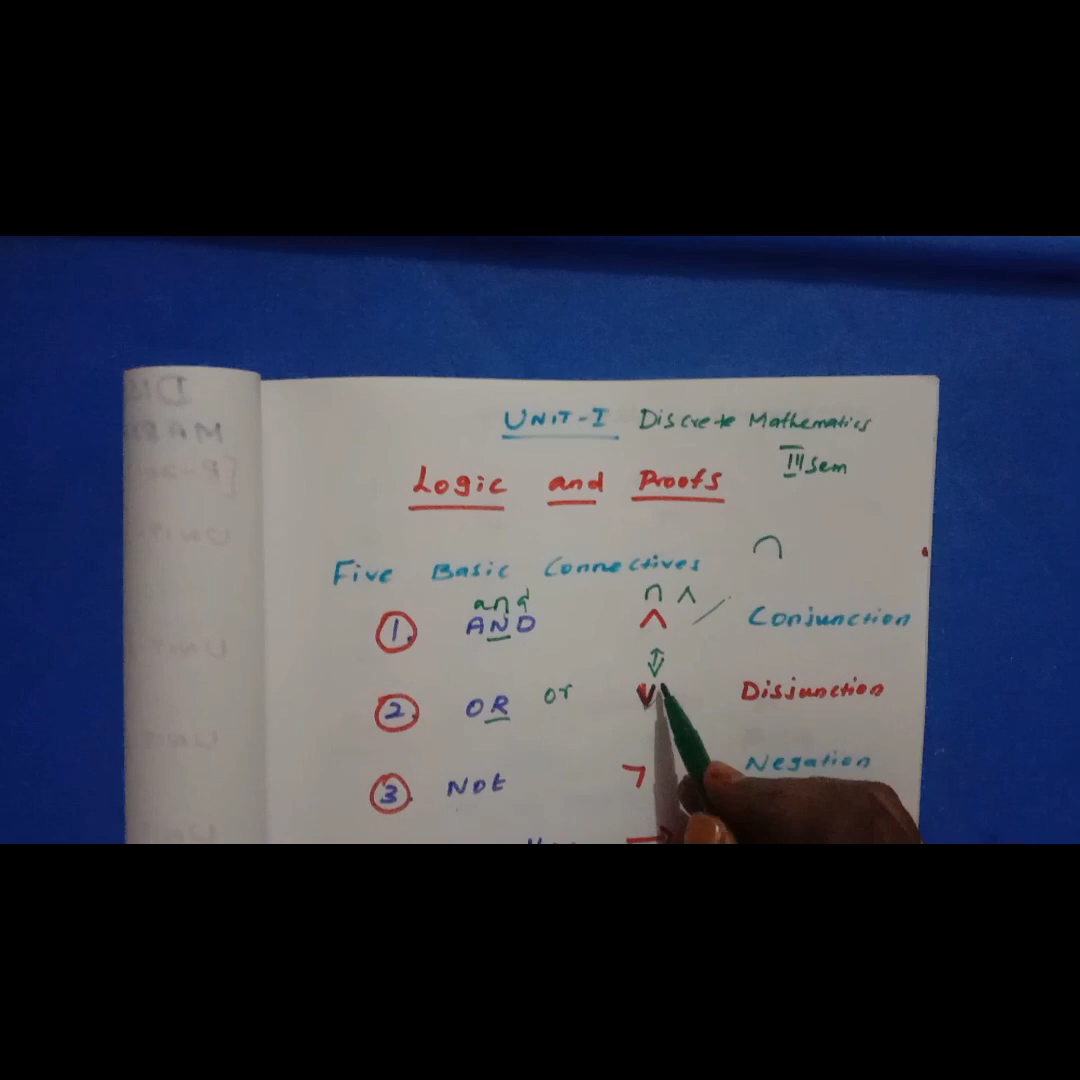 UNIT-I Discrete Mathematics
III sem
Logic and Proofs
Five Basic Connectives ∩
and ∩ ∧
1. AND ∧ Conjunction
↕
2. OR or ∨ Disjunction
3. Not ¬ Negation